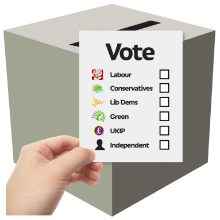 Vote
Labour
Conservatives
Lib Dems
Green
UKIP
Independent